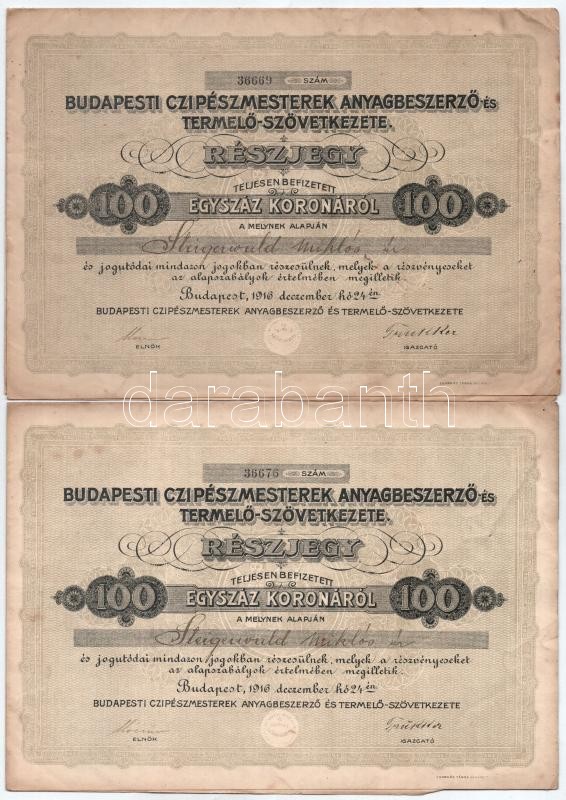 36669 SZÁM
BUDAPESTI CZIPÉSZMESTEREK ANYAGBESZERZŐ-ÉS
TERMELŐ-SZÖVETKEZETE.
RÉSZJEGY
TELJESEN BEFIZETETT
100 EGYSZÁZ KORONÁRÓL 100
A MELYNEK ALAPJÁN
Steigerwald Miklós úr
és jogutódai mindazon jogokban részesülnek, melyek a részvényeseket
az alapszabályok értelmében megilletik.
Budapest, 1916 deczember hó 24 én
BUDAPESTI CZIPÉSZMESTEREK ANYAGBESZERZŐ ÉS TERMELŐ-SZÖVETKEZETE
ELNÖK
IGAZGATÓ
darabanth
36676 SZÁM
BUDAPESTI CZIPÉSZMESTEREK ANYAGBESZERZŐ-ÉS
TERMELŐ-SZÖVETKEZETE.
RÉSZJEGY
TELJESEN BEFIZETETT
100 EGYSZÁZ KORONÁRÓL 100
A MELYNEK ALAPJÁN
Steigerwald Miklós úr
és jogutódai mindazon jogokban részesülnek, melyek a részvényeseket
az alapszabályok értelmében megilletik.
Budapest, 1916 deczember hó 24 én
BUDAPESTI CZIPÉSZMESTEREK ANYAGBESZERZŐ ÉS TERMELŐ-SZÖVETKEZETE
ELNÖK
IGAZGATÓ